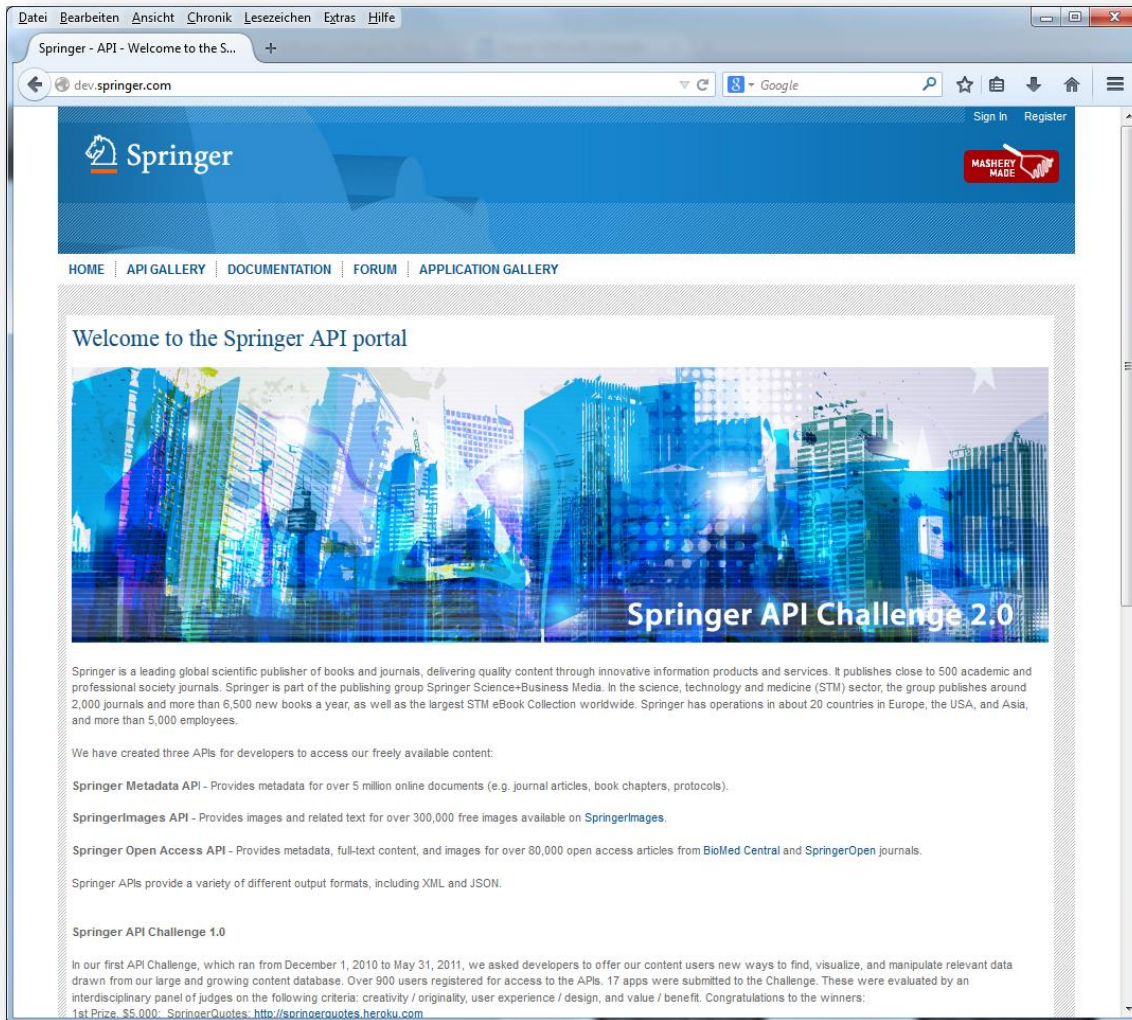 Datei Bearbeiten Ansicht Chronik Lesezeichen Extras Hilfe
Springer - API - Welcome to the S...
dev.springer.com
8 Google
Sign In Register
Springer
MASHERY
MADE
HOME API GALLERY DOCUMENTATION FORUM APPLICATION GALLERY
Welcome to the Springer API portal
Springer API Challenge 2.0
Springer is a leading global scientific publisher of books and journals, delivering quality content through innovative information products and services. It publishes close to 500 academic and
professional society journals. Springer is part of the publishing group Springer Science+Business Media. In the science, technology and medicine (STM) sector, the group publishes around
2,000 journals and more than 6,500 new books a year, as well as the largest STM eBook Collection worldwide. Springer has operations in about 20 countries in Europe, the USA, and Asia,
and more than 5,000 employees.
We have created three APIs for developers to access our freely available content:
Springer Metadata API - Provides metadata for over 5 million online documents (e.g. journal articles, book chapters, protocols).
SpringerImages API - Provides images and related text for over 300,000 free images available on SpringerImages.
Springer Open Access API - Provides metadata, full-text content, and images for over 80,000 open access articles from BioMed Central and SpringerOpen journals.
Springer APIs provide a variety of different output formats, including XML and JSON.
Springer API Challenge 1.0
In our first API Challenge, which ran from December 1, 2010 to May 31, 2011, we asked developers to offer our content users new ways to find, visualize, and manipulate relevant data
drawn from our large and growing content database. Over 900 users registered for access to the APIs. 17 apps were submitted to the Challenge. These were evaluated by an
interdisciplinary panel of judges on the following criteria: creativity / originality, user experience / design, and value / benefit. Congratulations to the winners:
1st Prize, $5,000: SpringerQuotes: http://springerquotes.heroku.com